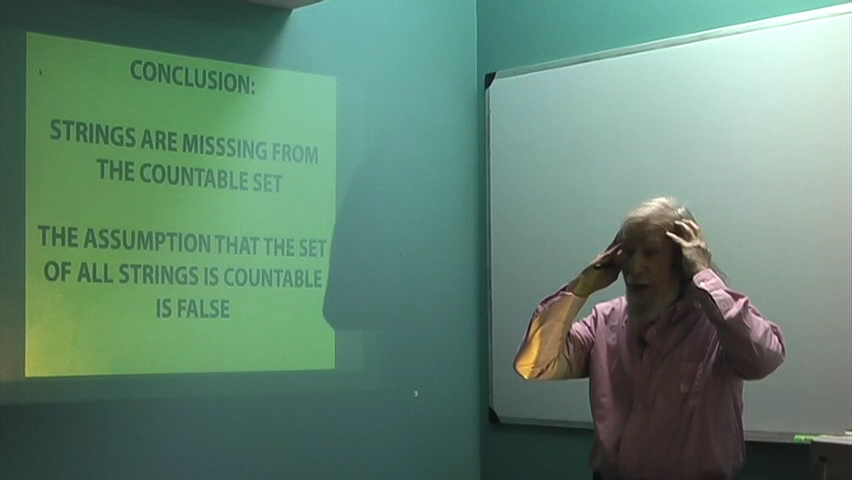 CONCLUSION:
STRINGS ARE MISSSING FROM
THE COUNTABLE SET
THE ASSUMPTION THAT THE SET
OF ALL STRINGS IS COUNTABLE
IS FALSE